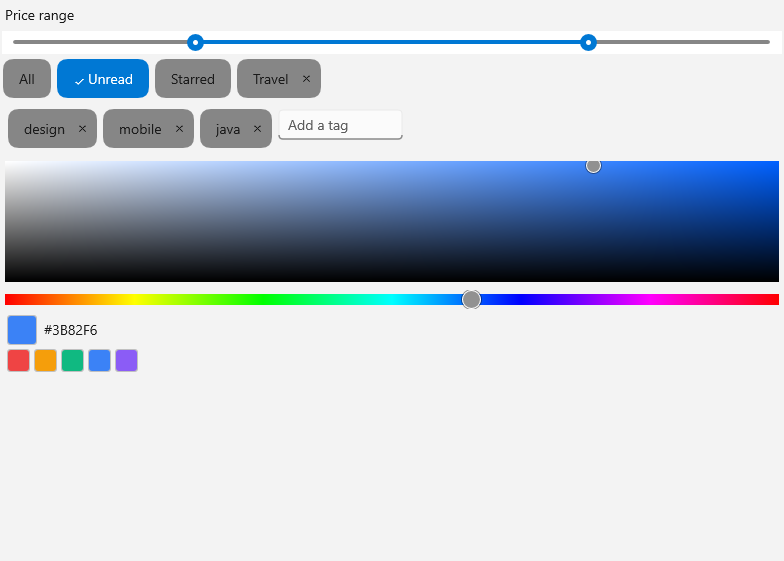 Price range
All Unread Starred Travel ×
design × mobile × java × Add a tag
#3B82F6